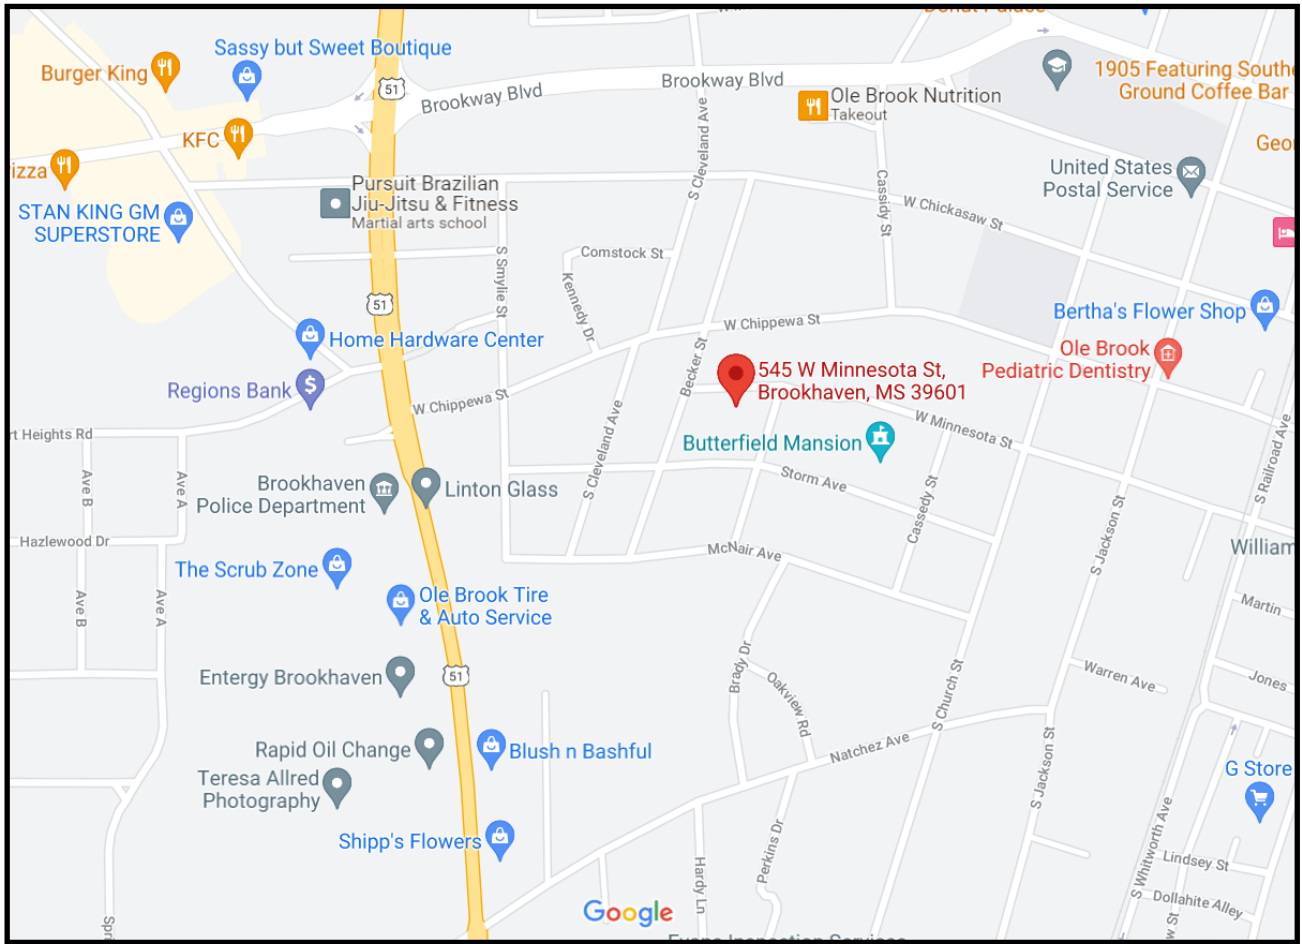 Sassy but Sweet Boutique
Burger King
51
Brookway Blvd
Brookway Blvd
Ole Brook Nutrition
Takeout
1905 Featuring Southe
Ground Coffee Bar
KFC
Geor
izza
S Cleveland Ave
Cassidy St
United States
Postal Service
Pursuit Brazilian
Jiu-Jitsu & Fitness
Martial arts school
STAN KING GM
SUPERSTORE
W Chickasaw St
S Smylie St
Comstock St
Kennedy Dr
51
Bertha's Flower Shop
W Chippewa St
Home Hardware Center
Becker St
Ole Brook
Pediatric Dentistry
545 W Minnesota St,
Brookhaven, MS 39601
Regions Bank
W Chippewa St
W Minnesota St
rt Heights Rd
Butterfield Mansion
S Cleveland Ave
S Railroad Ave
Ave B
Ave A
Brookhaven
Police Department
Linton Glass
Storm Ave
Cassedy St
S Jackson St
Hazlewood Dr
McNair Ave
William
The Scrub Zone
Ole Brook Tire
& Auto Service
Ave B
Ave A
Martin
Brady Dr
Oakview Rd
S Church St
Warren Ave
Jones
Entergy Brookhaven
51
Rapid Oil Change
Blush n Bashful
Natchez Ave
S Jackson St
G Store
Teresa Allred
Photography
Shipp's Flowers
Hardy Ln
Perkins Dr
S Whitworth Ave
Lindsey St
Dollahite Alley
Spri
w St
Google